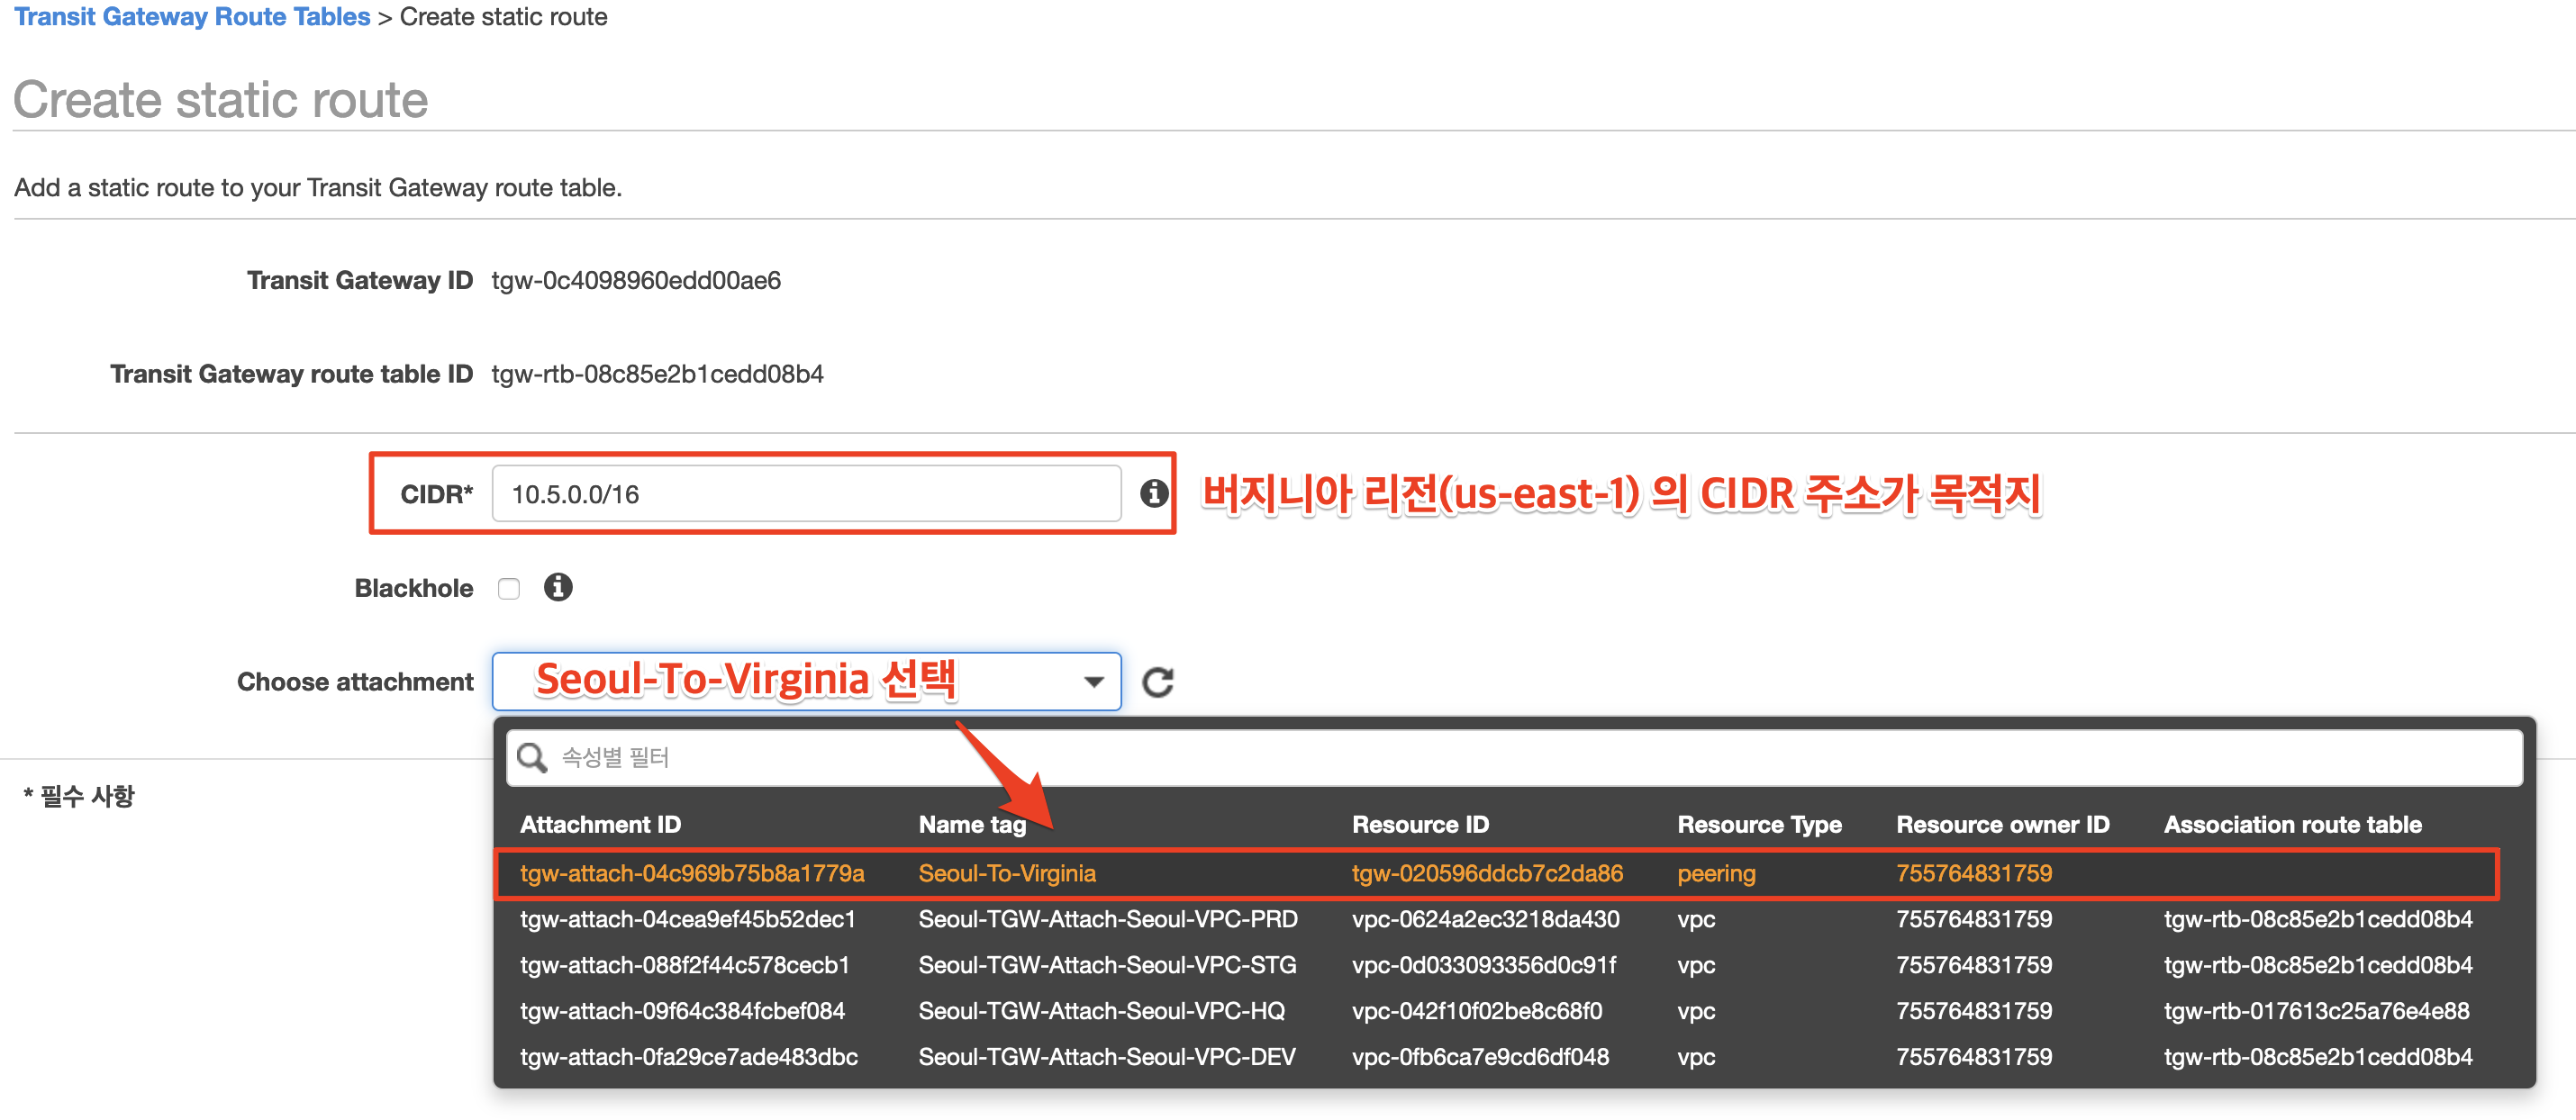 Transit Gateway Route Tables > Create static route
Create static route
Add a static route to your Transit Gateway route table.
Transit Gateway ID tgw-0c4098960edd00ae6
Transit Gateway route table ID tgw-rtb-08c85e2b1cedd08b4
CIDR* 10.5.0.0/16 버지니아 리전(us-east-1) 의 CIDR 주소가 목적지
Blackhole
Choose attachment Seoul-To-Virginia 선택
속성별 필터
* 필수 사항
Attachment ID Name tag Resource ID Resource Type Resource owner ID Association route table
tgw-attach-04c969b75b8a1779a Seoul-To-Virginia tgw-020596ddcb7c2da86 peering 755764831759
tgw-attach-04cea9ef45b52dec1 Seoul-TGW-Attach-Seoul-VPC-PRD vpc-0624a2ec3218da430 vpc 755764831759 tgw-rtb-08c85e2b1cedd08b4
tgw-attach-088f2f44c578cecb1 Seoul-TGW-Attach-Seoul-VPC-STG vpc-0d033093356d0c91f vpc 755764831759 tgw-rtb-08c85e2b1cedd08b4
tgw-attach-09f64c384fcbef084 Seoul-TGW-Attach-Seoul-VPC-HQ vpc-042f10f02be8c68f0 vpc 755764831759 tgw-rtb-017613c25a76e4e88
tgw-attach-0fa29ce7ade483dbc Seoul-TGW-Attach-Seoul-VPC-DEV vpc-0fb6ca7e9cd6df048 vpc 755764831759 tgw-rtb-08c85e2b1cedd08b4